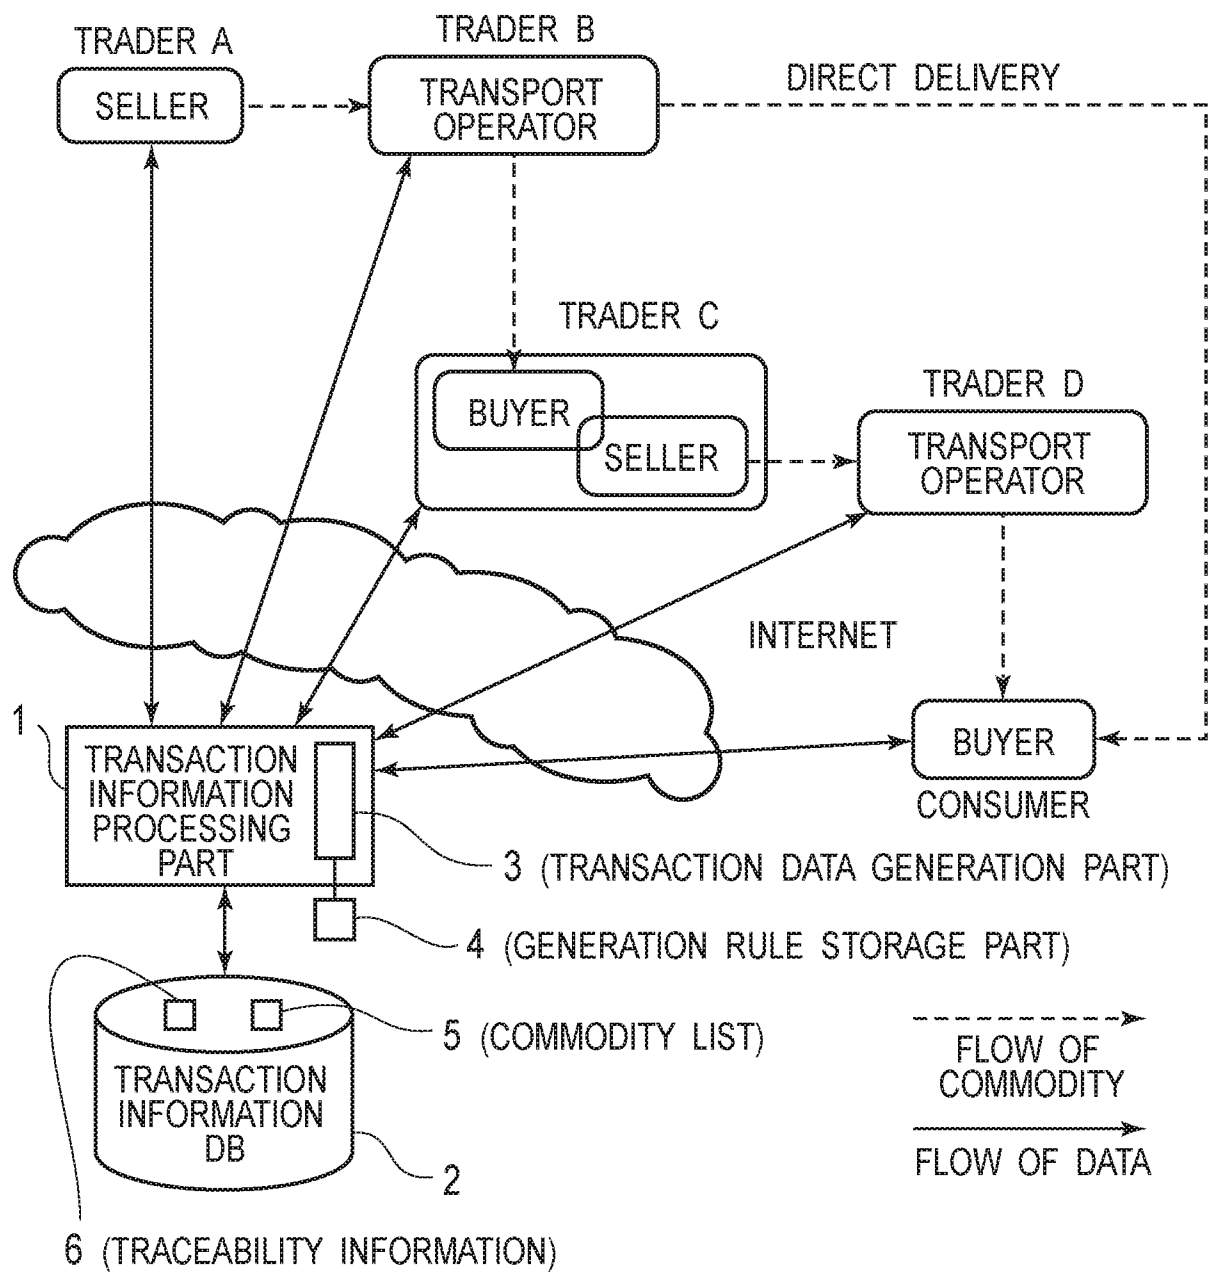 TRADER A
TRADER B
SELLER
TRANSPORT
OPERATOR
DIRECT DELIVERY
TRADER C
BUYER
SELLER
TRADER D
TRANSPORT
OPERATOR
INTERNET
BUYER
CONSUMER
1
TRANSACTION
INFORMATION
PROCESSING
PART
3 (TRANSACTION DATA GENERATION PART)
4 (GENERATION RULE STORAGE PART)
5 (COMMODITY LIST)
TRANSACTION
INFORMATION
DB
2
6 (TRACEABILITY INFORMATION)
FLOW OF
COMMODITY
FLOW OF DATA